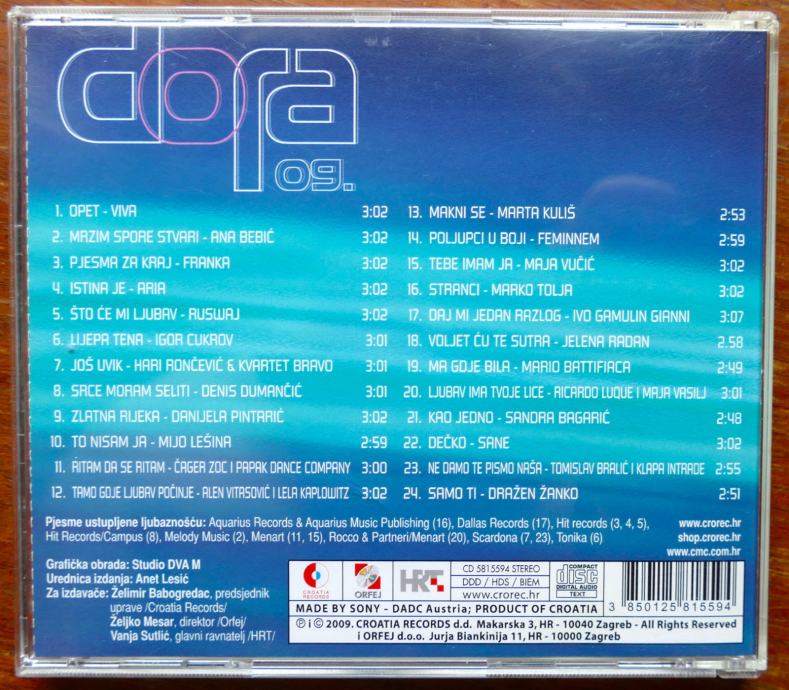 dora
09.
1. OPET - VIVA 3:02
2. MRZIM SPORE STVARI - ANA BEBIĆ 3:02
3. PJESMA ZA KRAJ - FRANKA 3:02
4. ISTINA JE - ARIA 3:02
5. ŠTO ĆE MI LJUBAV - RUSWAJ 3:02
6. LIJEPA TENA - IGOR CUKROV 3:01
7. JOŠ UVIK - HARI RONČEVIĆ & KVARTET BRAVO 3:01
8. SRCE MORAM SELITI - DENIS DUMANČIĆ 3:01
9. ZLATNA RIJEKA - DANIJELA PINTARIĆ 3:02
10. TO NISAM JA - MIJO LEŠINA 2:59
11. RITAM DA SE RITAM - ČAGER ZOC I PAPAK DANCE COMPANY 3:00
12. TAMO GDJE LJUBAV POČINJE - ALEN VITASOVIĆ I LELA KAPLOWITZ 3:02
13. MAKNI SE - MARTA KULIŠ 2:53
14. POLJUPCI U BOJI - FEMINNEM 2:59
15. TEBE IMAM JA - MAJA VUČIĆ 3:02
16. STRANCI - MARKO TOLJA 3:02
17. DAJ MI JEDAN RAZLOG - IVO GAMULIN GIANNI 3:07
18. VOLJET ĆU TE SUTRA - JELENA RADAN 2.58
19. MA GDJE BILA - MARIO BATTIFIACA 2:49
20. LJUBAV IMA TVOJE LICE - RICARDO LUQUE I MAJA VASILJ 3:01
21. KAO JEDNO - SANDRA BAGARIĆ 2:48
22. DEČKO - SANE 3:02
23. NE DAMO TE PISMO NAŠA - TOMISLAV BRALIĆ I KLAPA INTRADE 2:55
24. SAMO TI - DRAŽEN ŽANKO 2:51
Pjesme ustupljene ljubaznošću: Aquarius Records & Aquarius Music Publishing (16), Dallas Records (17), Hit records (3, 4, 5),
Hit Records/Campus (8), Melody Music (2), Menart (11, 15), Rocco & Partneri/Menart (20), Scardona (7, 23), Tonika (6)
www.crorec.hr
shop.crorec.hr
www.cmc.com.hr
Grafička obrada: Studio DVA M
Urednica izdanja: Anet Lesić
Za izdavače: Želimir Babogredac, predsjednik
uprave /Croatia Records/
Željko Mesar, direktor /Orfej/
Vanja Sutlić, glavni ravnatelj /HRT/
CROATIA RECORDS
ORFEJ
HRT
CD 5815594 STEREO
DDD / HDS / BIEM
www.crorec.hr
COMPACT disc DIGITAL AUDIO TEXT
3 850125 815594
MADE BY SONY - DADC Austria; PRODUCT OF CROATIA
℗ i © 2009. CROATIA RECORDS d.d. Makarska 3, HR - 10040 Zagreb - All Rights Reserved
i ORFEJ d.o.o. Jurja Biankinija 11, HR - 10000 Zagreb